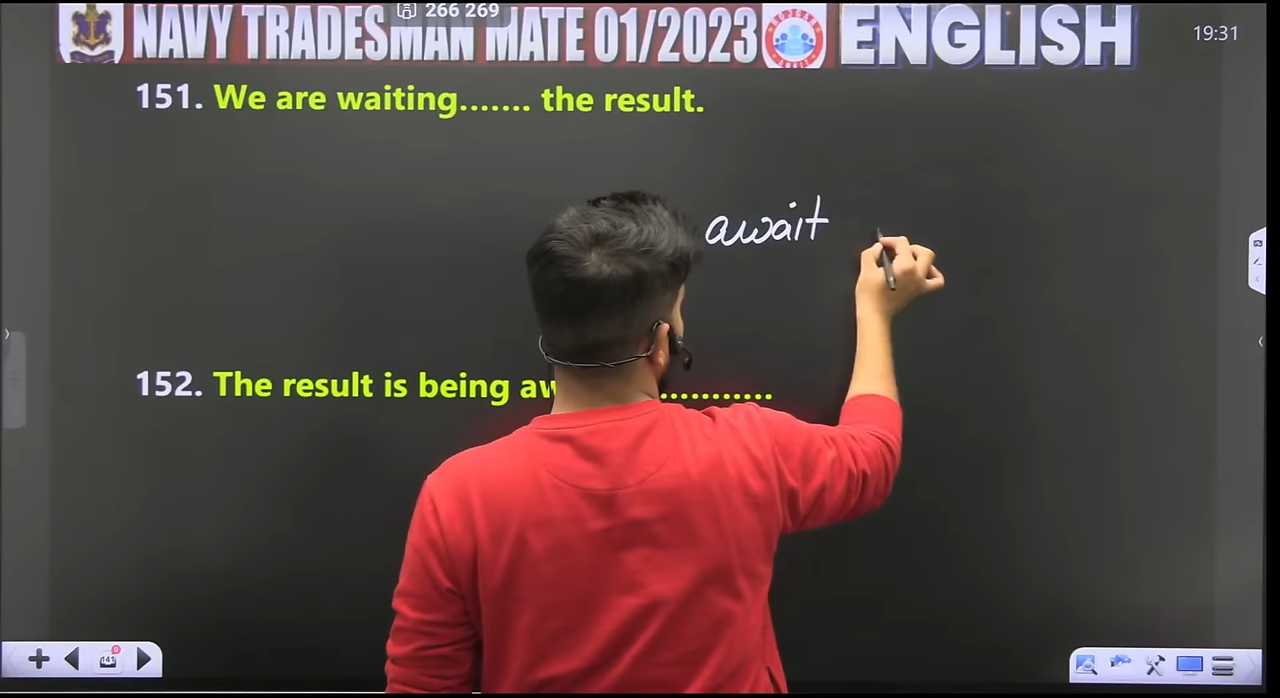 266 269
NAVY TRADESMAN MATE 01/2023 ENGLISH
19:31
151. We are waiting....... the result.
await
152. The result is being aw...........
141